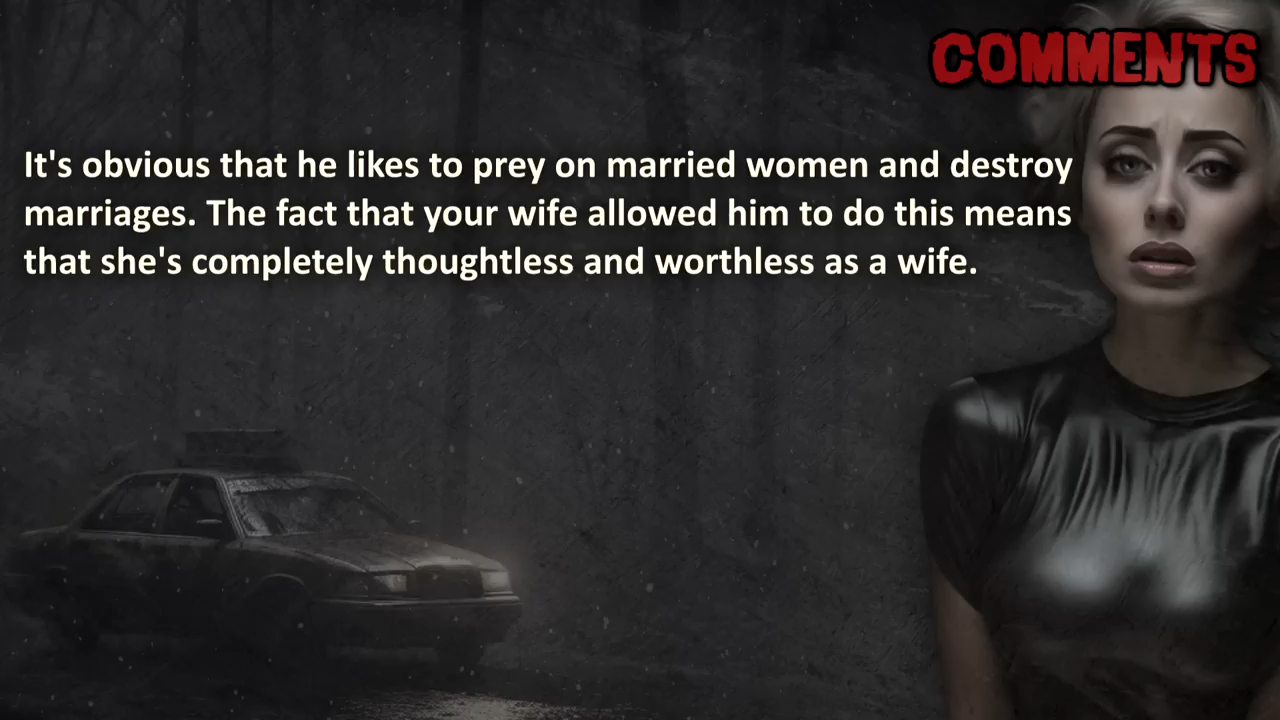 COMMENTS
It's obvious that he likes to prey on married women and destroy
marriages. The fact that your wife allowed him to do this means
that she's completely thoughtless and worthless as a wife.